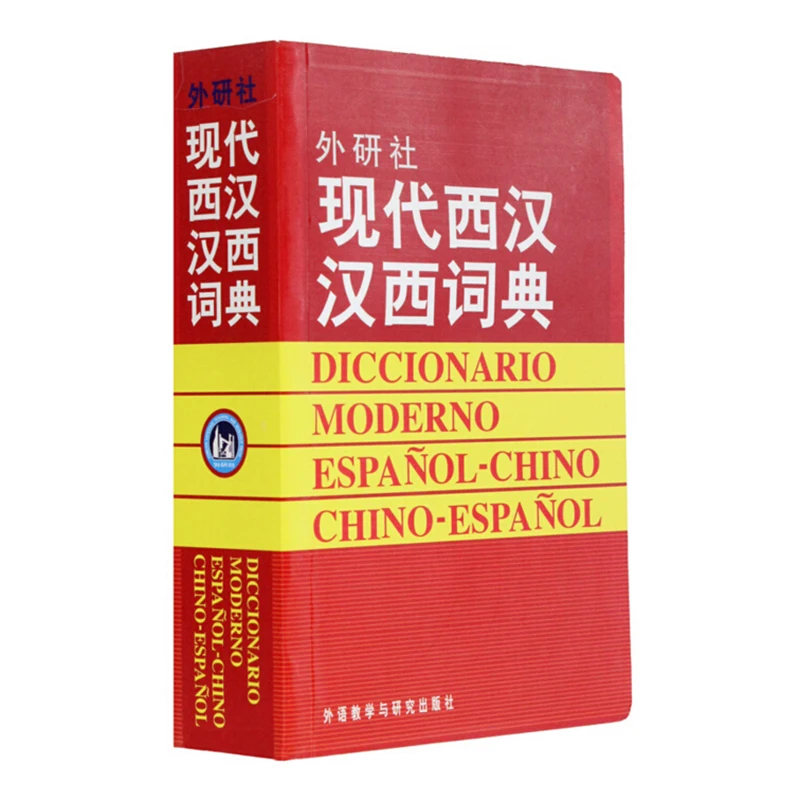 外研社
现代
西汉
汉西
词典
DICCIONARIO
MODERNO
ESPAÑOL-CHINO
CHINO-ESPAÑOL
外研社
现代西汉
汉西词典
DICCIONARIO
MODERNO
ESPAÑOL-CHINO
CHINO-ESPAÑOL
外语教学与研究出版社